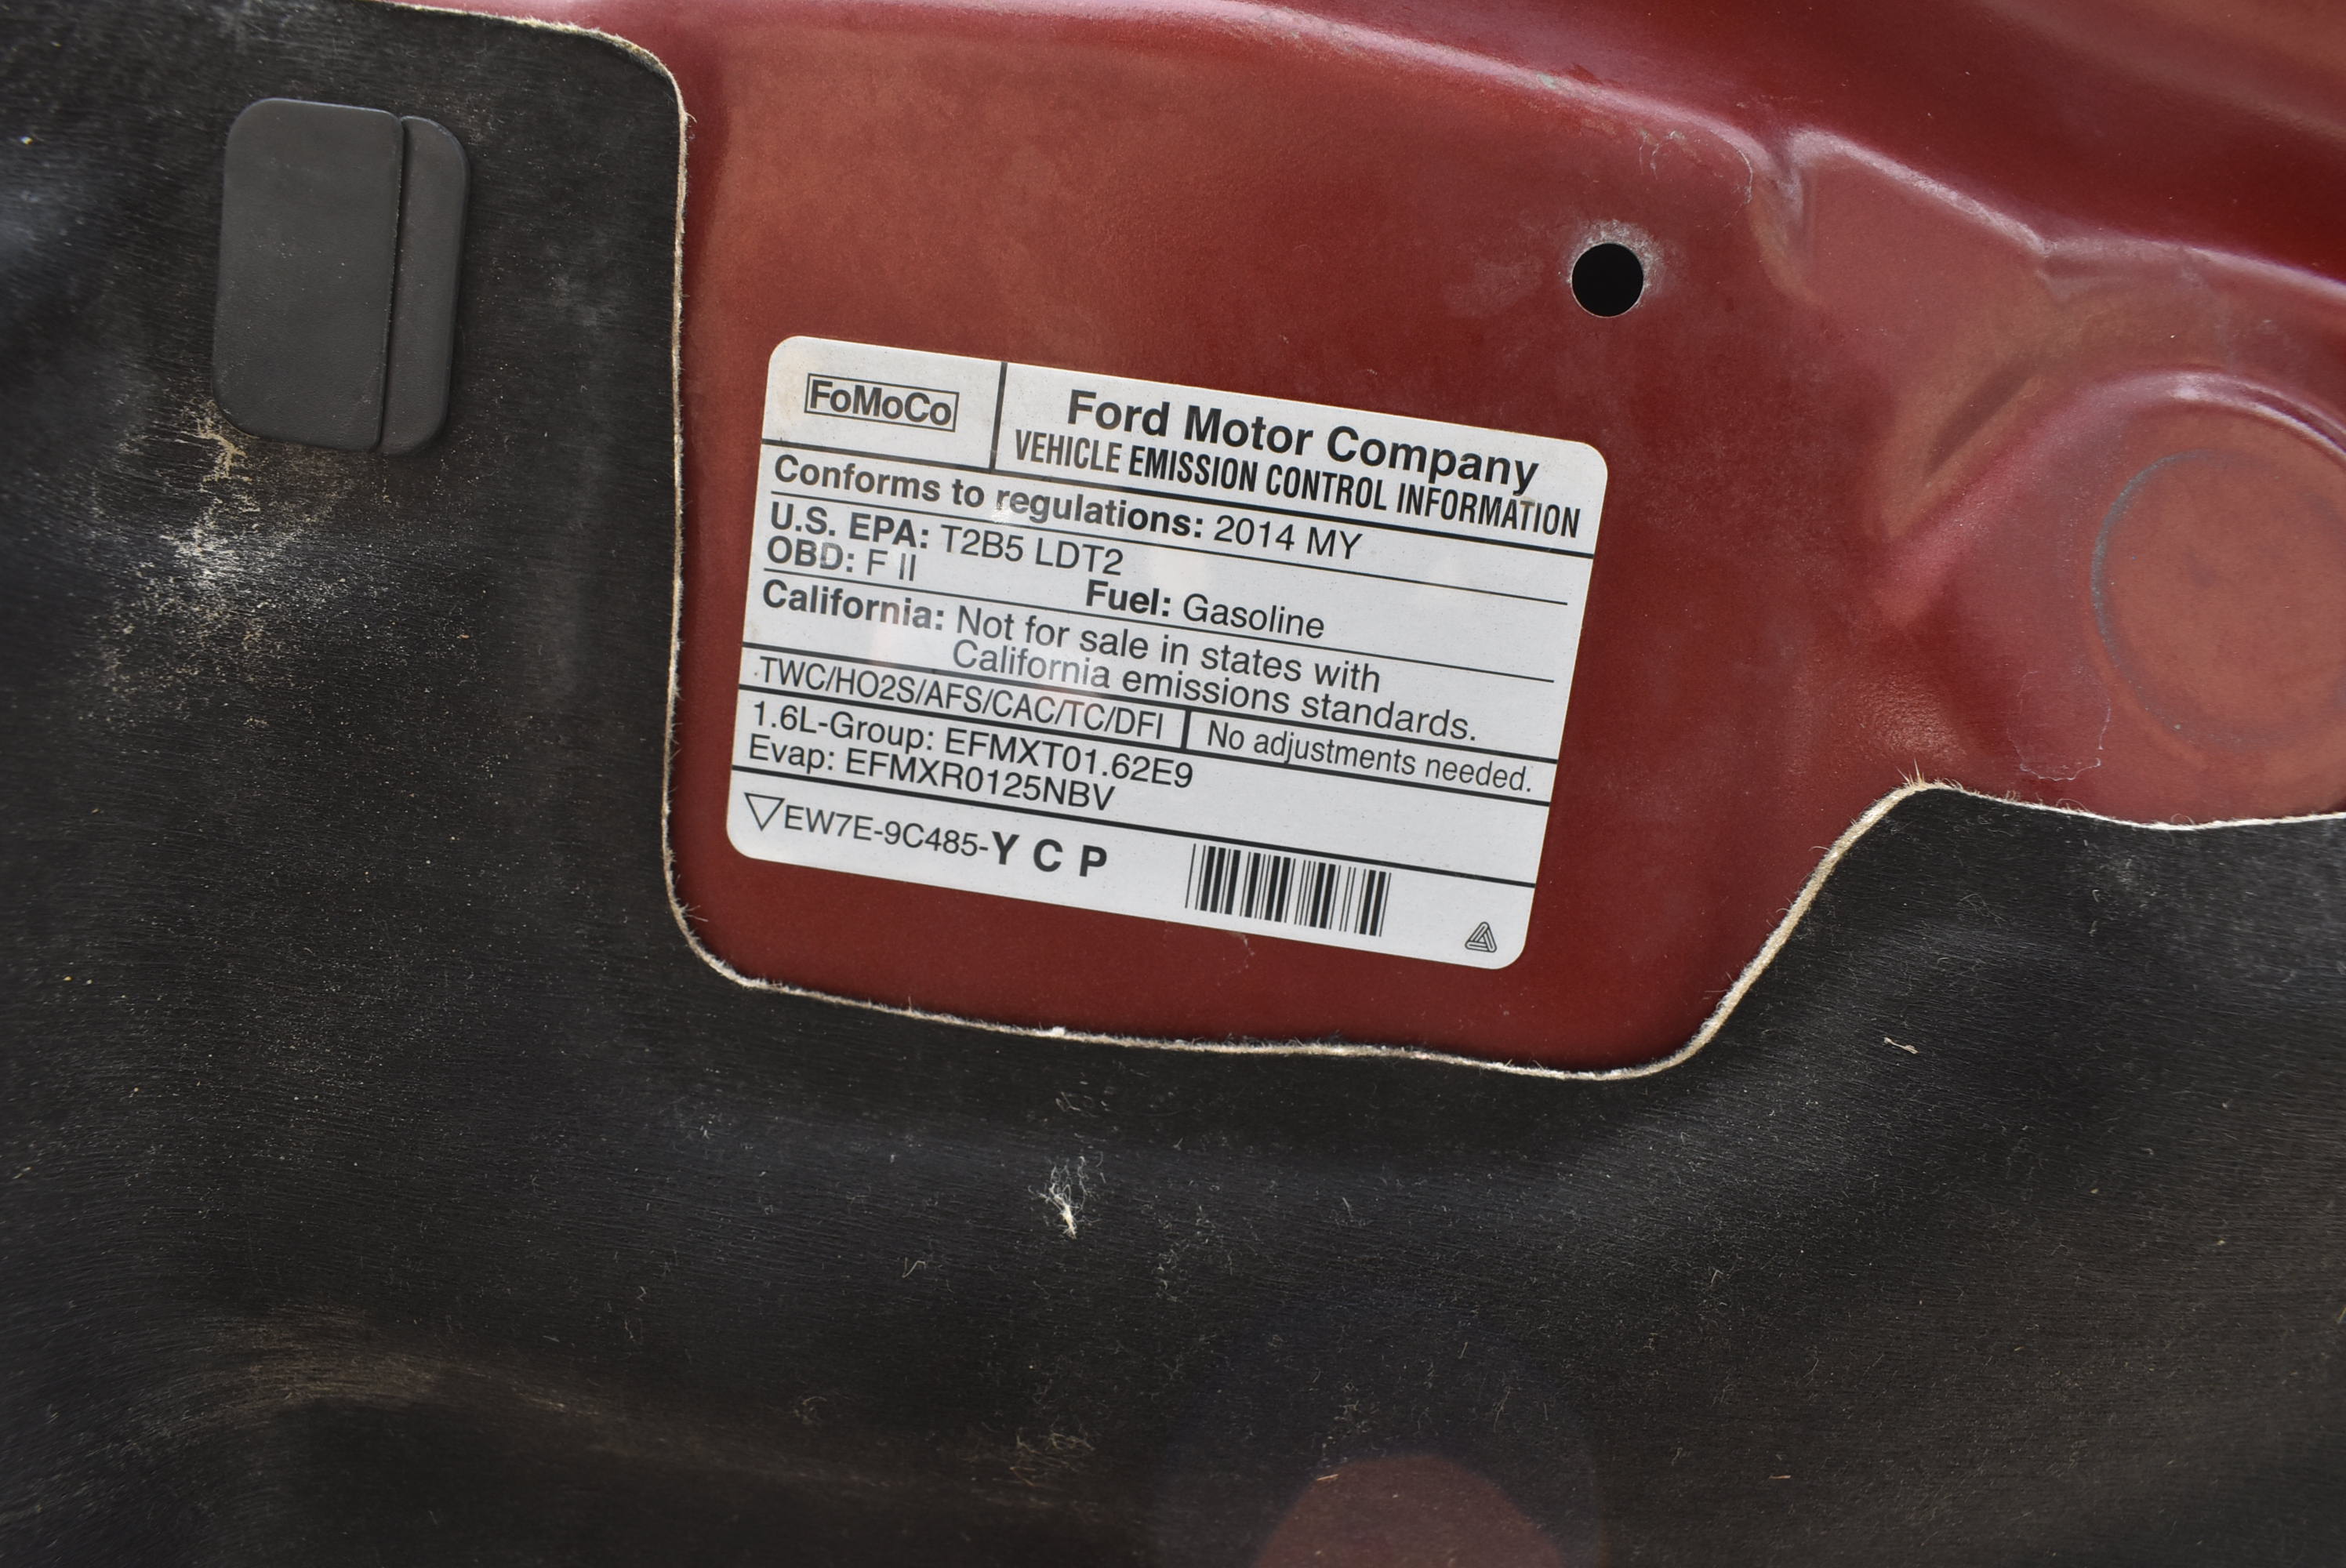 FoMoCo
Ford Motor Company
VEHICLE EMISSION CONTROL INFORMATION
Conforms to regulations: 2014 MY
U.S. EPA: T2B5 LDT2
OBD: F II Fuel: Gasoline
California: Not for sale in states with
California emissions standards.
TWC/HO2S/AFS/CAC/TC/DFI No adjustments needed.
1.6L-Group: EFMXT01.62E9
Evap: EFMXR0125NBV
EW7E-9C485-Y C P